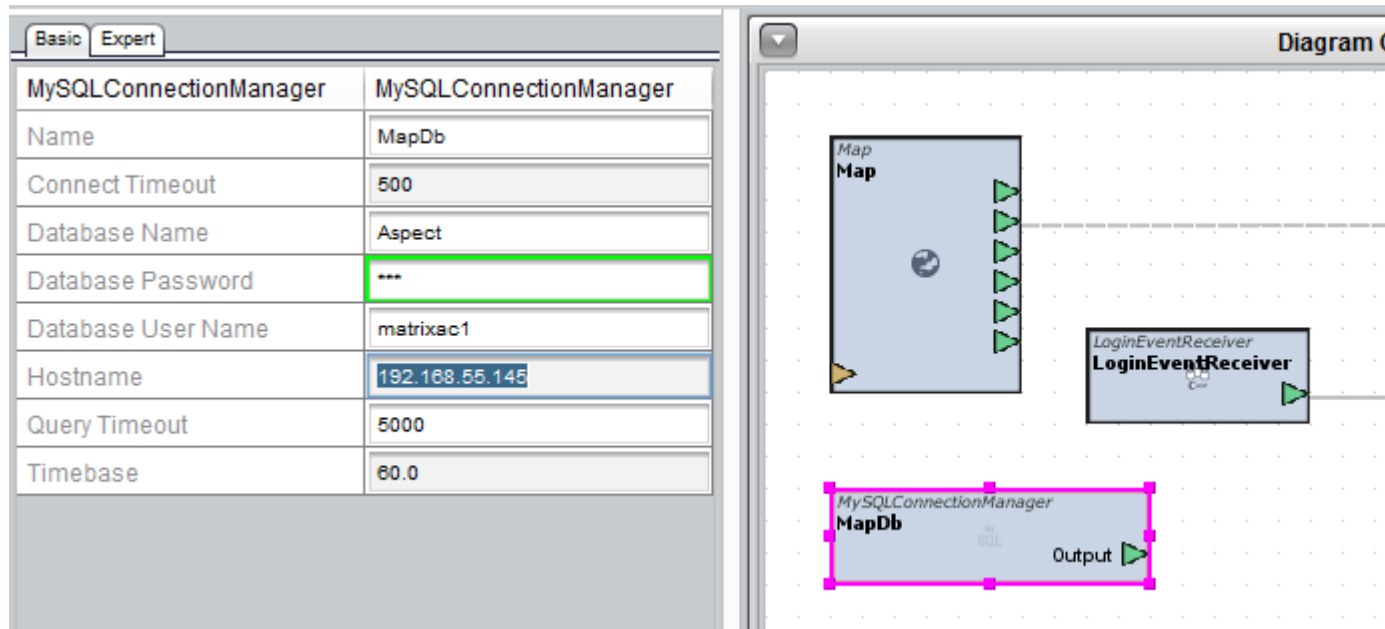 Basic Expert
MySQLConnectionManager MySQLConnectionManager
Name MapDb
Connect Timeout 500
Database Name Aspect
Database Password ***
Database User Name matrixac1
Hostname 192.168.55.145
Query Timeout 5000
Timebase 60.0
Diagram
Map
Map
LoginEventReceiver
LoginEventReceiver
MySQLConnectionManager
MapDb
SQL
Output